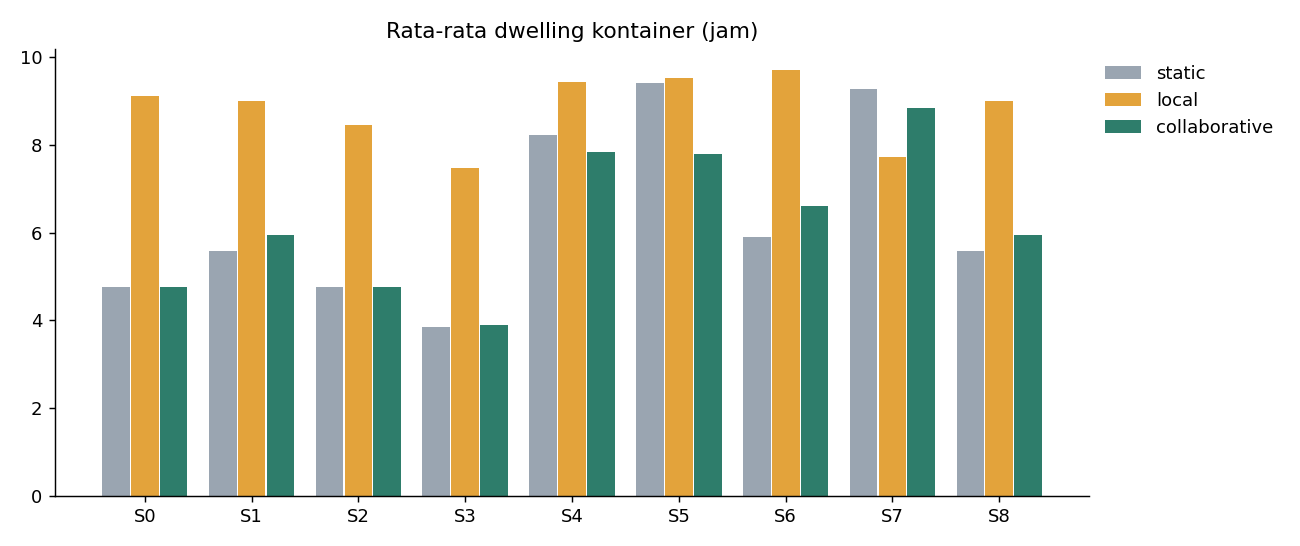 Rata-rata dwelling kontainer (jam)
10
8
6
4
2
0
S0 S1 S2 S3 S4 S5 S6 S7 S8
static
local
collaborative